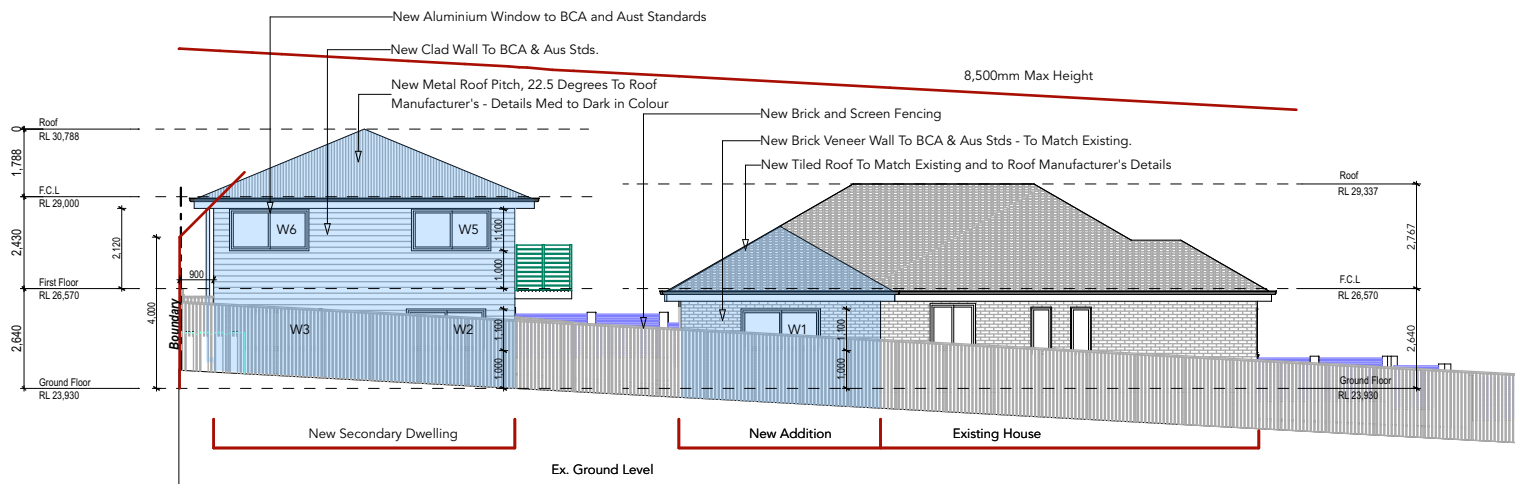 New Aluminium Window to BCA and Aust Standards
New Clad Wall To BCA & Aus Stds.
8,500mm Max Height
New Metal Roof Pitch, 22.5 Degrees To Roof
Manufacturer's - Details Med to Dark in Colour
New Brick and Screen Fencing
New Brick Veneer Wall To BCA & Aus Stds - To Match Existing.
New Tiled Roof To Match Existing and to Roof Manufacturer's Details
0
Roof
RL 30,788
1,788
F.C.L
RL 29,000
2,430
2,120
First Floor
RL 26,570
2,640
4,000
900
Boundary
Ground Floor
RL 23,930
W6
W5
1,100
1,000
W3
W2
1,100
1,000
W1
1,100
1,000
Roof
RL 29,337
2,767
F.C.L
RL 26,570
2,640
Ground Floor
RL 23,930
New Secondary Dwelling
New Addition
Existing House
Ex. Ground Level